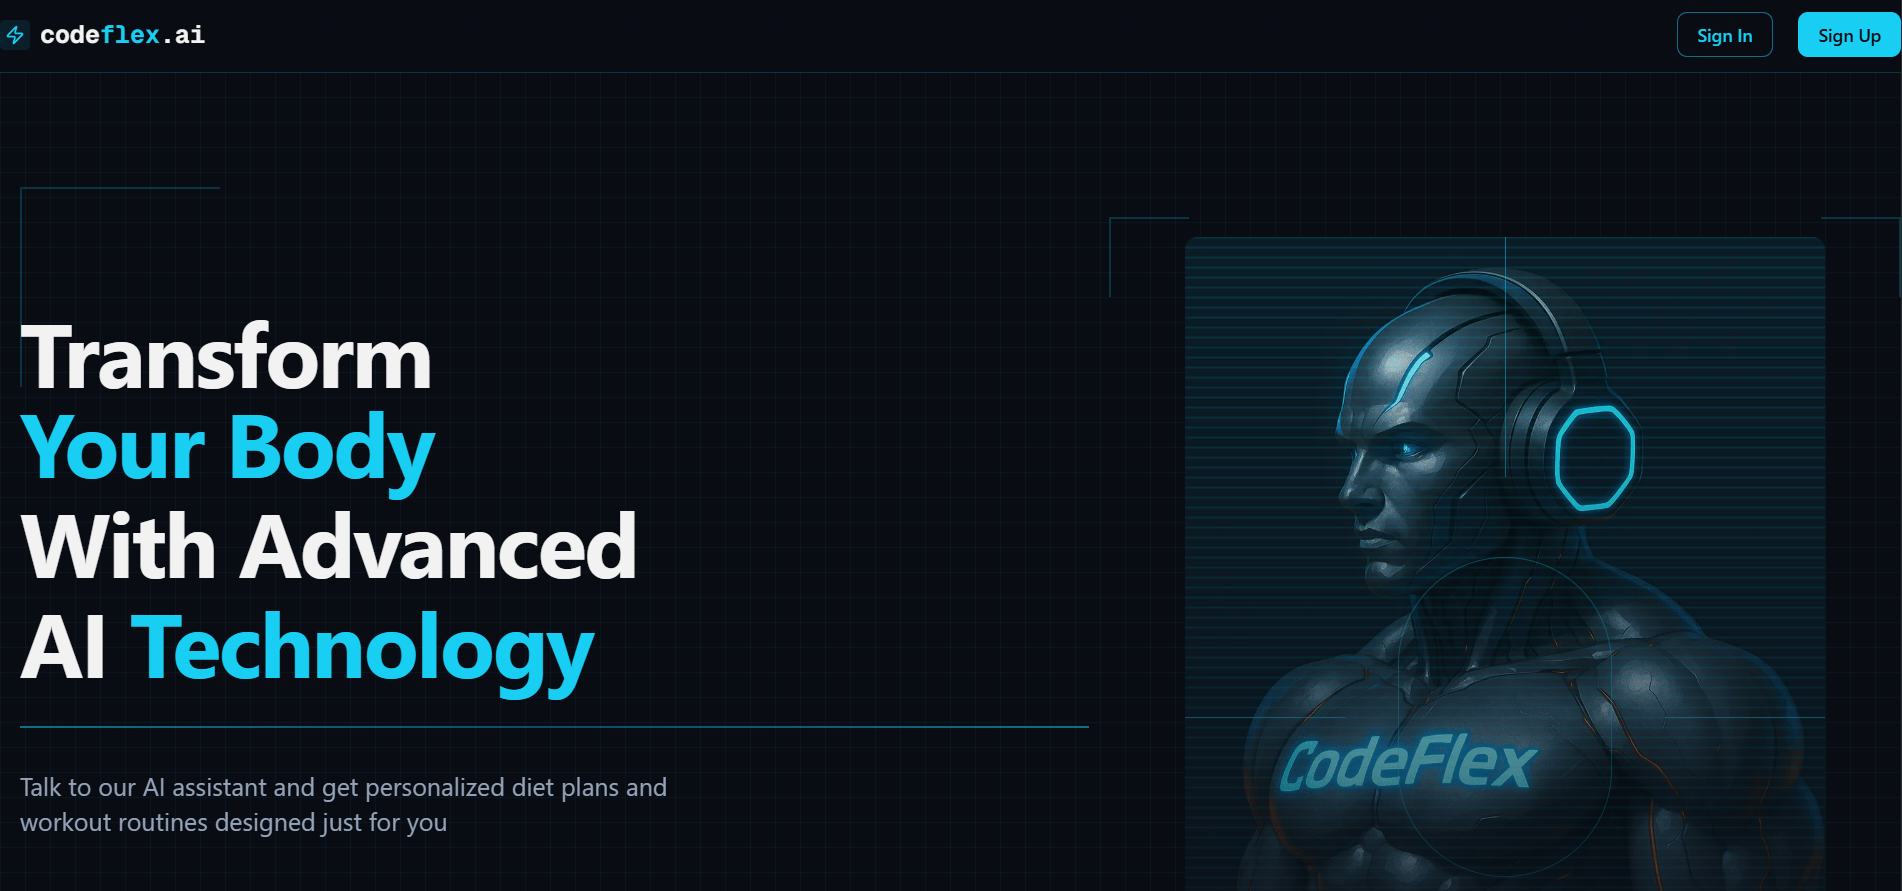 codeflex.ai
Sign In
Sign Up
Transform
Your Body
With Advanced
AI Technology
Talk to our AI assistant and get personalized diet plans and
workout routines designed just for you
CodeFlex